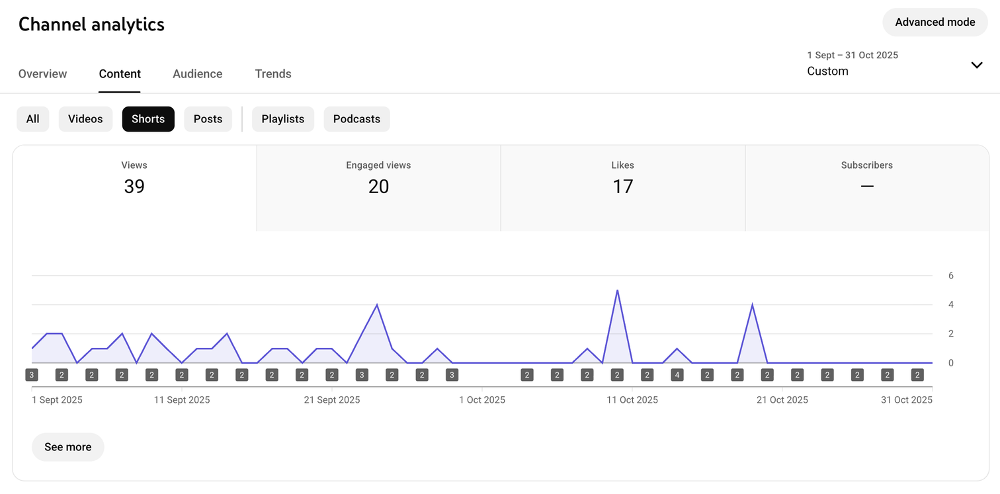 Channel analytics
Advanced mode
1 Sept – 31 Oct 2025
Custom
Overview Content Audience Trends
All Videos Shorts Posts Playlists Podcasts
Views Engaged views Likes Subscribers
39 20 17 —
6
4
2
0
3 2 2 2 2 2 2 2 2 2 2 3 2 2 3 2 2 2 2 2 4 2 2 2 2 2 2 2 2
1 Sept 2025 11 Sept 2025 21 Sept 2025 1 Oct 2025 11 Oct 2025 21 Oct 2025 31 Oct 2025
See more